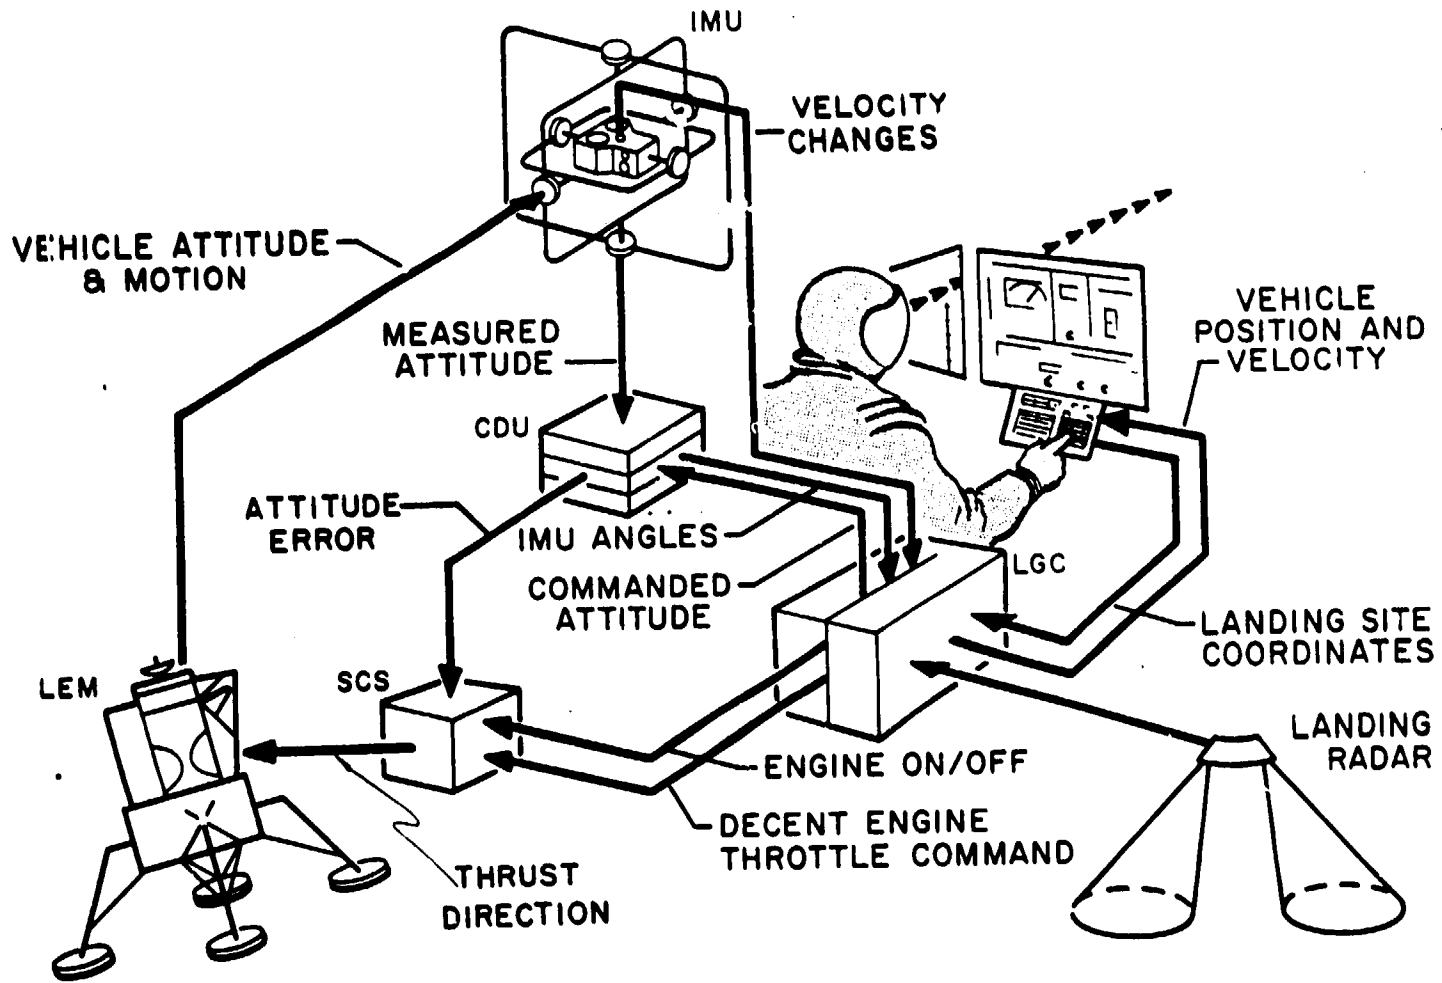 IMU
VELOCITY
CHANGES
VEHICLE ATTITUDE
& MOTION
MEASURED
ATTITUDE
VEHICLE
POSITION AND
VELOCITY
CDU
ATTITUDE
ERROR
IMU ANGLES
COMMANDED
ATTITUDE
LGC
LANDING SITE
COORDINATES
LEM
SCS
LANDING
RADAR
ENGINE ON/OFF
DECENT ENGINE
THROTTLE COMMAND
THRUST
DIRECTION